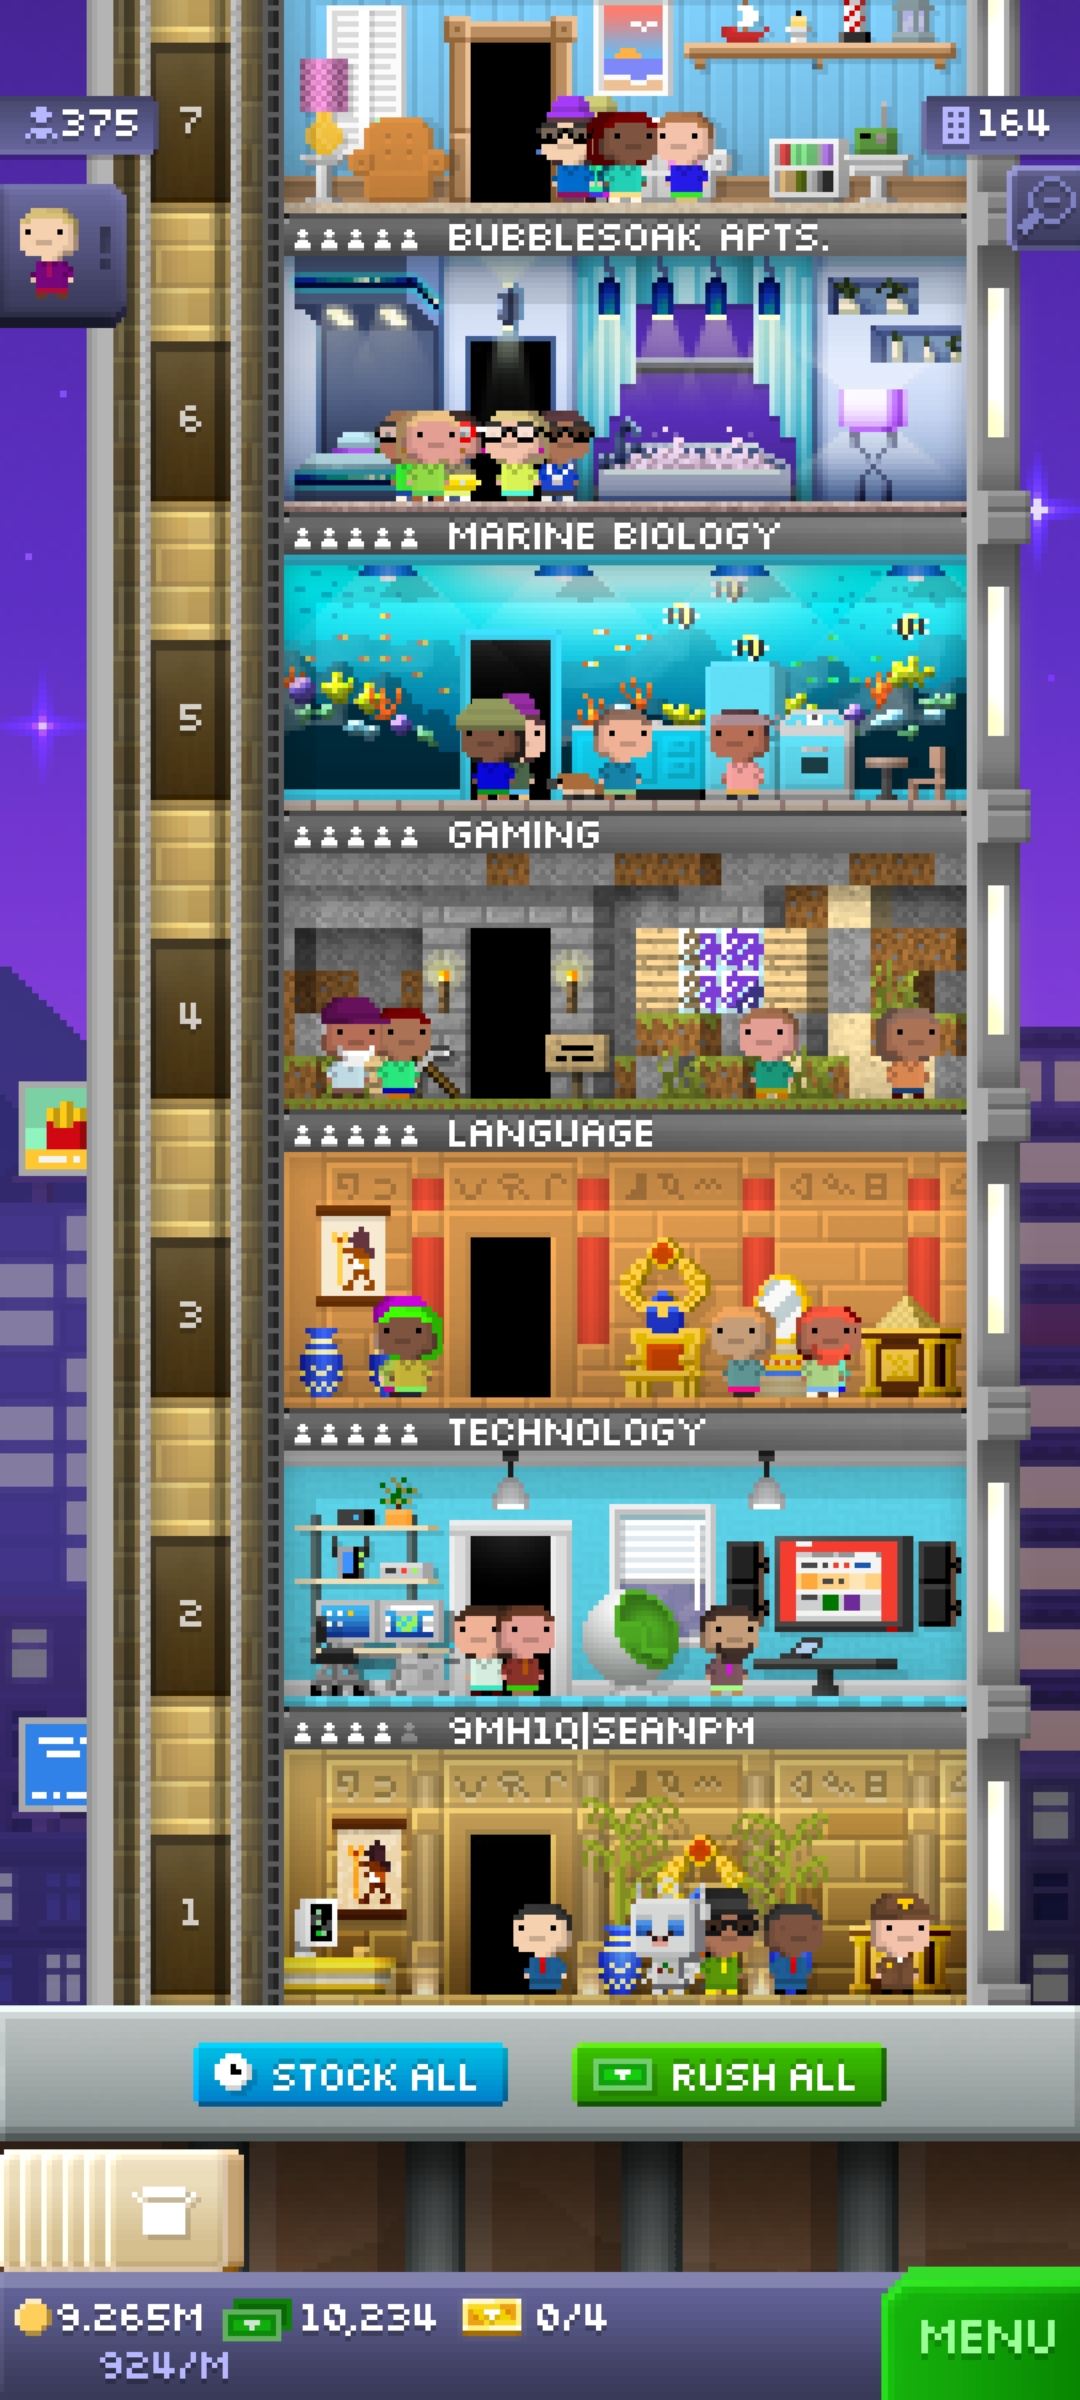 375
7
164
BUBBLESOAK APTS.
6
MARINE BIOLOGY
5
GAMING
4
LANGUAGE
3
TECHNOLOGY
2
9MH1Q|SEANPM
1
STOCK ALL
RUSH ALL
9.265M
10,234
0/4
924/M
MENU